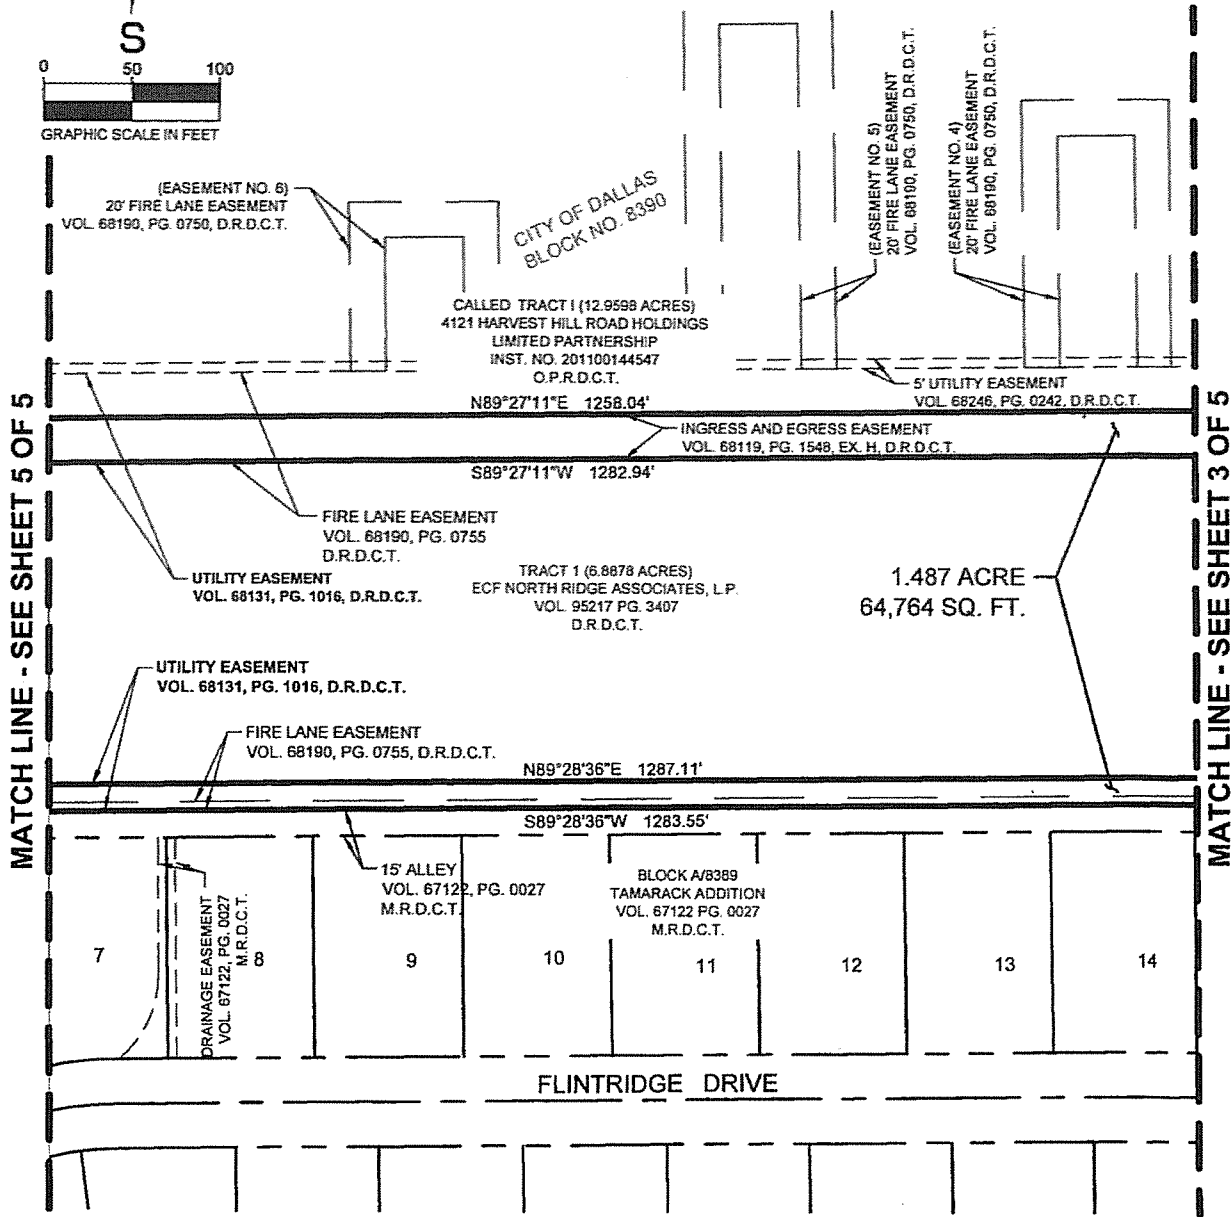 S
0 50 100
GRAPHIC SCALE IN FEET
(EASEMENT NO. 6)
20' FIRE LANE EASEMENT
VOL. 68190, PG. 0750, D.R.D.C.T.
CITY OF DALLAS
BLOCK NO. 8390
(EASEMENT NO. 5)
20' FIRE LANE EASEMENT
VOL. 68190, PG. 0750, D.R.D.C.T.
(EASEMENT NO. 4)
20' FIRE LANE EASEMENT
VOL. 68190, PG. 0750, D.R.D.C.T.
CALLED TRACT I (12.9598 ACRES)
4121 HARVEST HILL ROAD HOLDINGS
LIMITED PARTNERSHIP
INST. NO. 201100144547
O.P.R.D.C.T.
5' UTILITY EASEMENT
VOL. 68246, PG. 0242, D.R.D.C.T.
N89°27'11"E 1258.04'
INGRESS AND EGRESS EASEMENT
VOL. 68119, PG. 1548, EX. H, D.R.D.C.T.
S89°27'11"W 1282.94'
MATCH LINE - SEE SHEET 5 OF 5
MATCH LINE - SEE SHEET 3 OF 5
FIRE LANE EASEMENT
VOL. 68190, PG. 0755
D.R.D.C.T.
UTILITY EASEMENT
VOL. 68131, PG. 1016, D.R.D.C.T.
TRACT 1 (6.8878 ACRES)
ECF NORTH RIDGE ASSOCIATES, L.P.
VOL. 95217 PG. 3407
D.R.D.C.T.
1.487 ACRE
64,764 SQ. FT.
UTILITY EASEMENT
VOL. 68131, PG. 1016, D.R.D.C.T.
FIRE LANE EASEMENT
VOL. 68190, PG. 0755, D.R.D.C.T.
N89°28'36"E 1287.11'
S89°28'36"W 1283.55'
15' ALLEY
VOL. 67122, PG. 0027
M.R.D.C.T.
BLOCK A/8389
TAMARACK ADDITION
VOL. 67122 PG. 0027
M.R.D.C.T.
DRAINAGE EASEMENT
VOL. 67122, PG. 0027
M.R.D.C.T.
7 8 9 10 11 12 13 14
FLINTRIDGE DRIVE